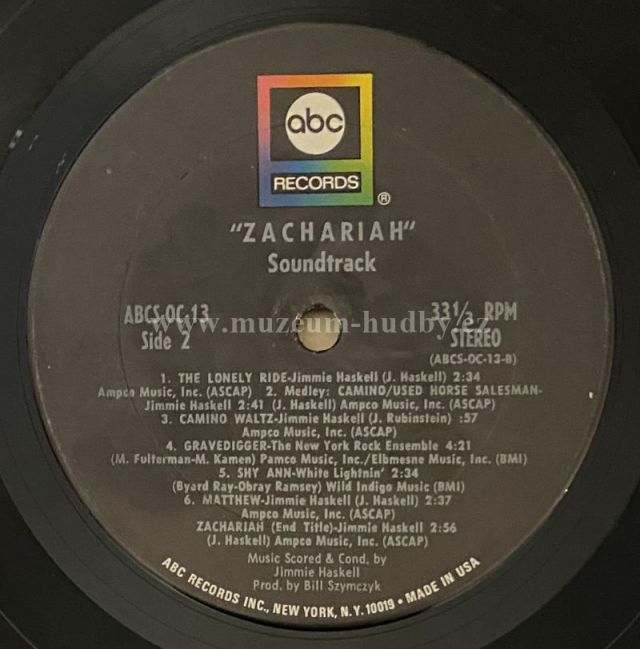 abc
RECORDS
®
"ZACHARIAH"
Soundtrack
ABCS-OC-13
Side 2
33 1/3 RPM
STEREO
(ABCS-OC-13-B)
www.muzeum-hudby.cz
1. THE LONELY RIDE-Jimmie Haskell (J. Haskell) 2:34
Ampco Music, Inc. (ASCAP) 2. Medley: CAMINO/USED HORSE SALESMAN-
Jimmie Haskell 2:41 (J. Haskell) Ampco Music, Inc. (ASCAP)
3. CAMINO WALTZ-Jimmie Haskell (J. Rubinstein) :57
Ampco Music, Inc. (ASCAP)
4. GRAVEDIGGER-The New York Rock Ensemble 4:21
(M. Fulterman-M. Kamen) Pamco Music, Inc./Elbmesne Music, Inc. (BMI)
5. SHY ANN-White Lightnin' 2:34
(Byard Ray-Obray Ramsey) Wild Indigo Music (BMI)
6. MATTHEW-Jimmie Haskell (J. Haskell) 2:37
Ampco Music, Inc. (ASCAP)
ZACHARIAH (End Title)-Jimmie Haskell 2:56
(J. Haskell) Ampco Music, Inc. (ASCAP)
Music Scored & Cond. by
Jimmie Haskell
Prod. by Bill Szymczyk
ABC RECORDS INC., NEW YORK, N.Y. 10019 • MADE IN USA